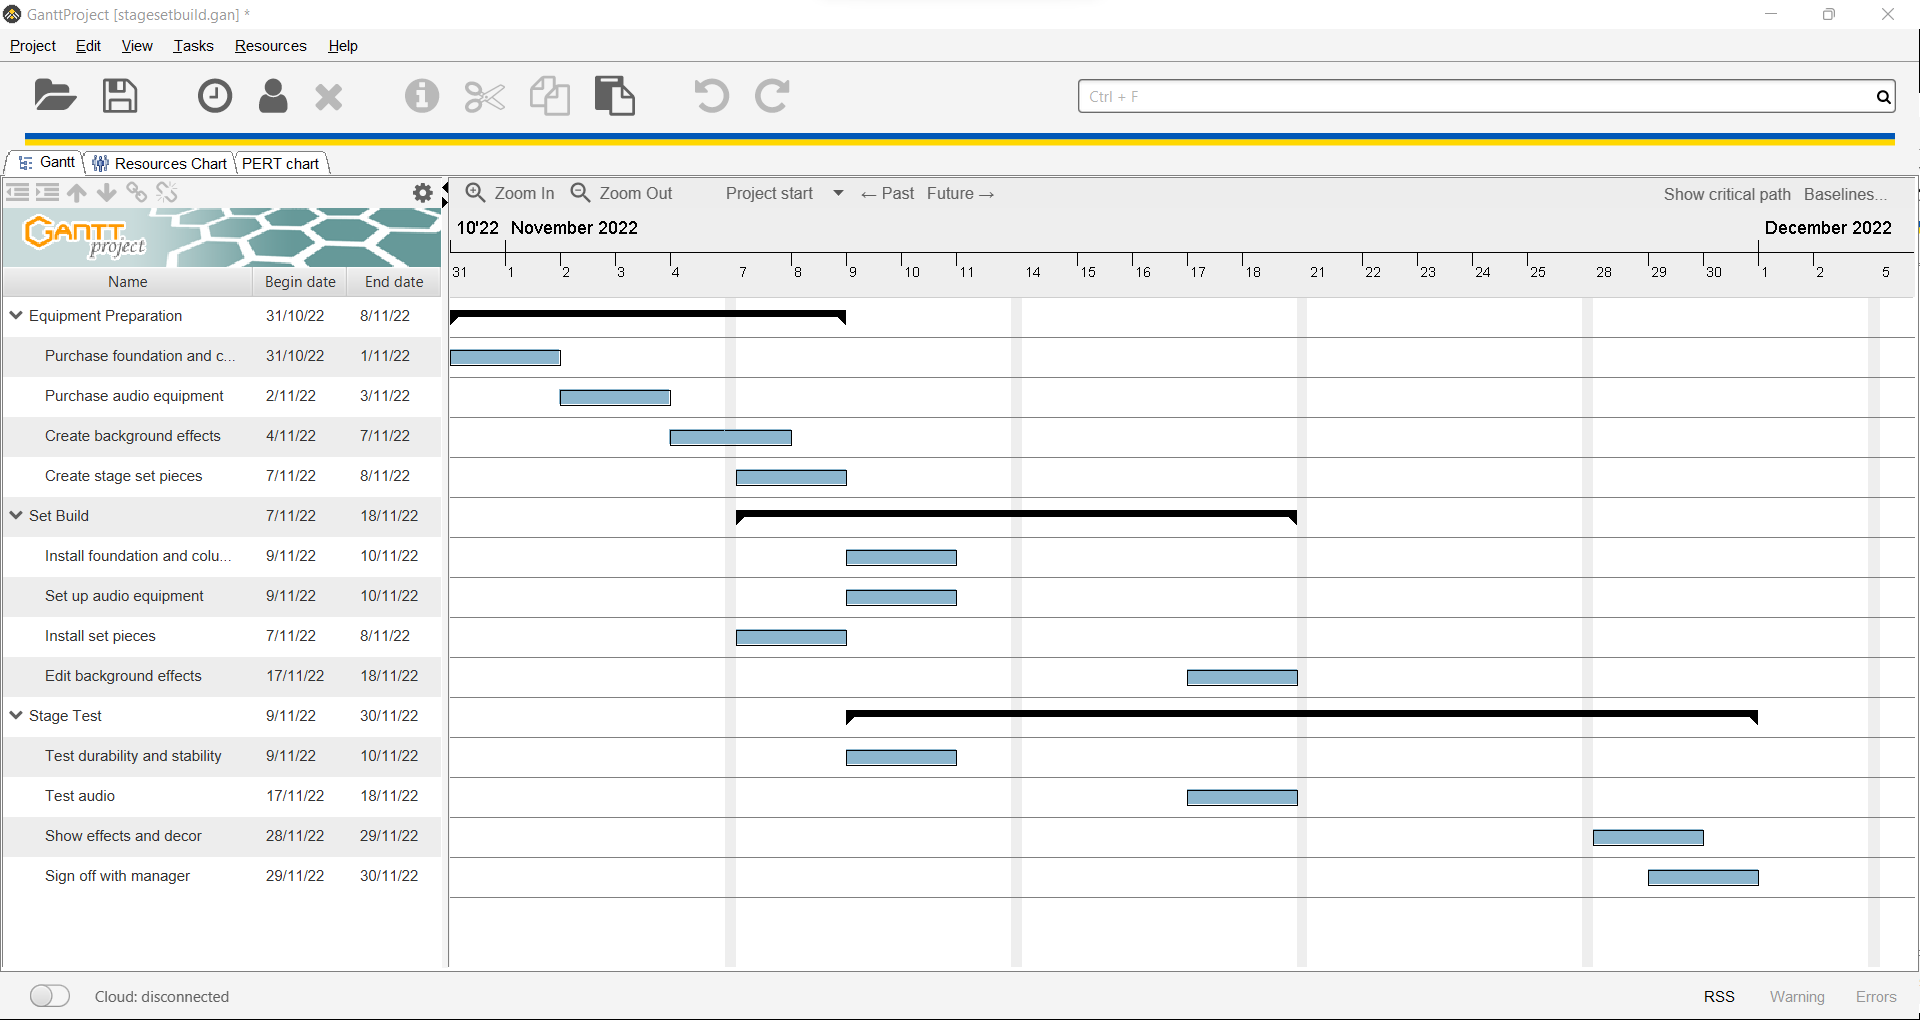 GanttProject [stagesetbuild.gan] *
Project Edit View Tasks Resources Help
Ctrl + F
Gantt Resources Chart PERT chart
Zoom In Zoom Out Project start ← Past Future → Show critical path Baselines...
GANTT project
10'22 November 2022 December 2022
31 1 2 3 4 7 8 9 10 11 14 15 16 17 18 21 22 23 24 25 28 29 30 1 2 5
Name Begin date End date
Equipment Preparation 31/10/22 8/11/22
Purchase foundation and c... 31/10/22 1/11/22
Purchase audio equipment 2/11/22 3/11/22
Create background effects 4/11/22 7/11/22
Create stage set pieces 7/11/22 8/11/22
Set Build 7/11/22 18/11/22
Install foundation and colu... 9/11/22 10/11/22
Set up audio equipment 9/11/22 10/11/22
Install set pieces 7/11/22 8/11/22
Edit background effects 17/11/22 18/11/22
Stage Test 9/11/22 30/11/22
Test durability and stability 9/11/22 10/11/22
Test audio 17/11/22 18/11/22
Show effects and decor 28/11/22 29/11/22
Sign off with manager 29/11/22 30/11/22
Cloud: disconnected RSS Warning Errors